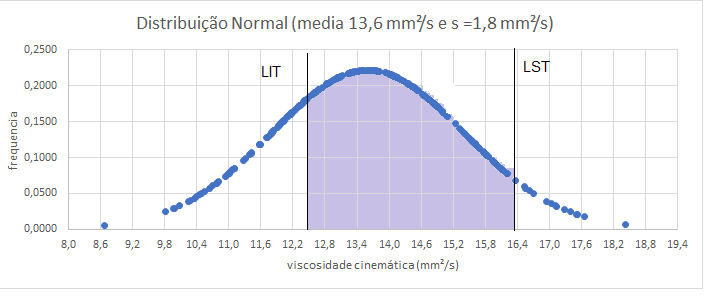 Distribuição Normal (media 13,6 mm²/s e s =1,8 mm²/s)
0,2500
LIT
LST
0,2000
0,1500
0,1000
0,0500
0,0000
frequencia
8,0 8,6 9,2 9,8 10,4 11,0 11,6 12,2 12,8 13,4 14,0 14,6 15,2 15,8 16,4 17,0 17,6 18,2 18,8 19,4
viscosidade cinemática (mm²/s)